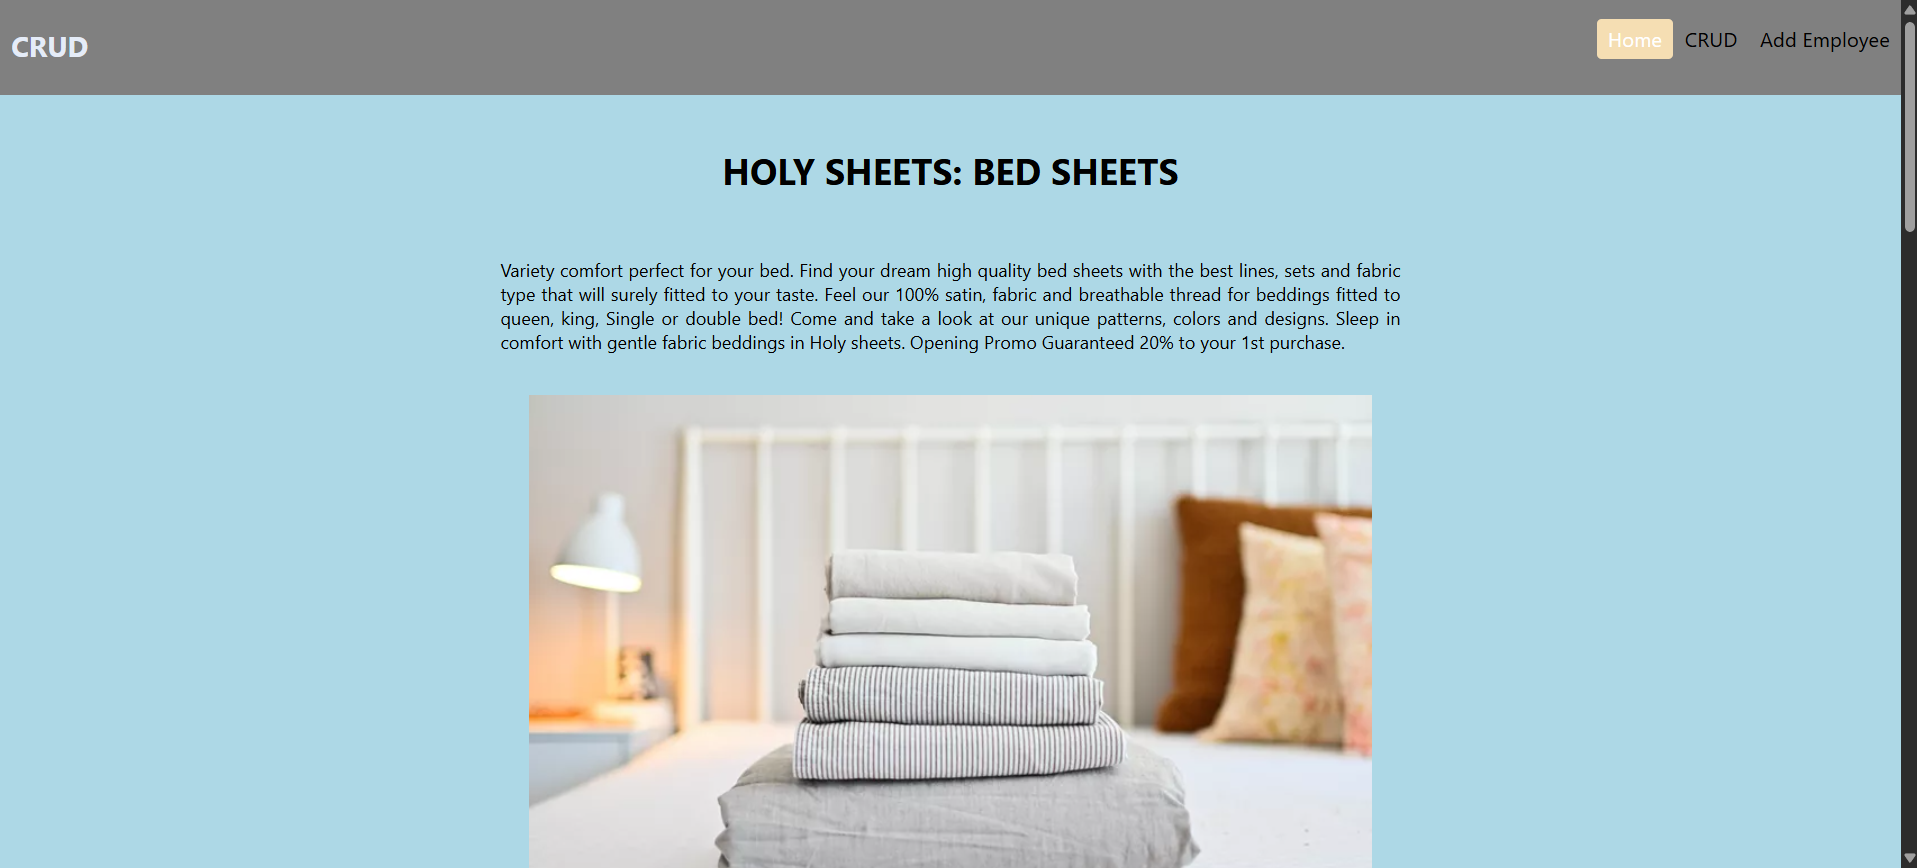 CRUD
Home CRUD Add Employee
HOLY SHEETS: BED SHEETS
Variety comfort perfect for your bed. Find your dream high quality bed sheets with the best lines, sets and fabric
type that will surely fitted to your taste. Feel our 100% satin, fabric and breathable thread for beddings fitted to
queen, king, Single or double bed! Come and take a look at our unique patterns, colors and designs. Sleep in
comfort with gentle fabric beddings in Holy sheets. Opening Promo Guaranteed 20% to your 1st purchase.